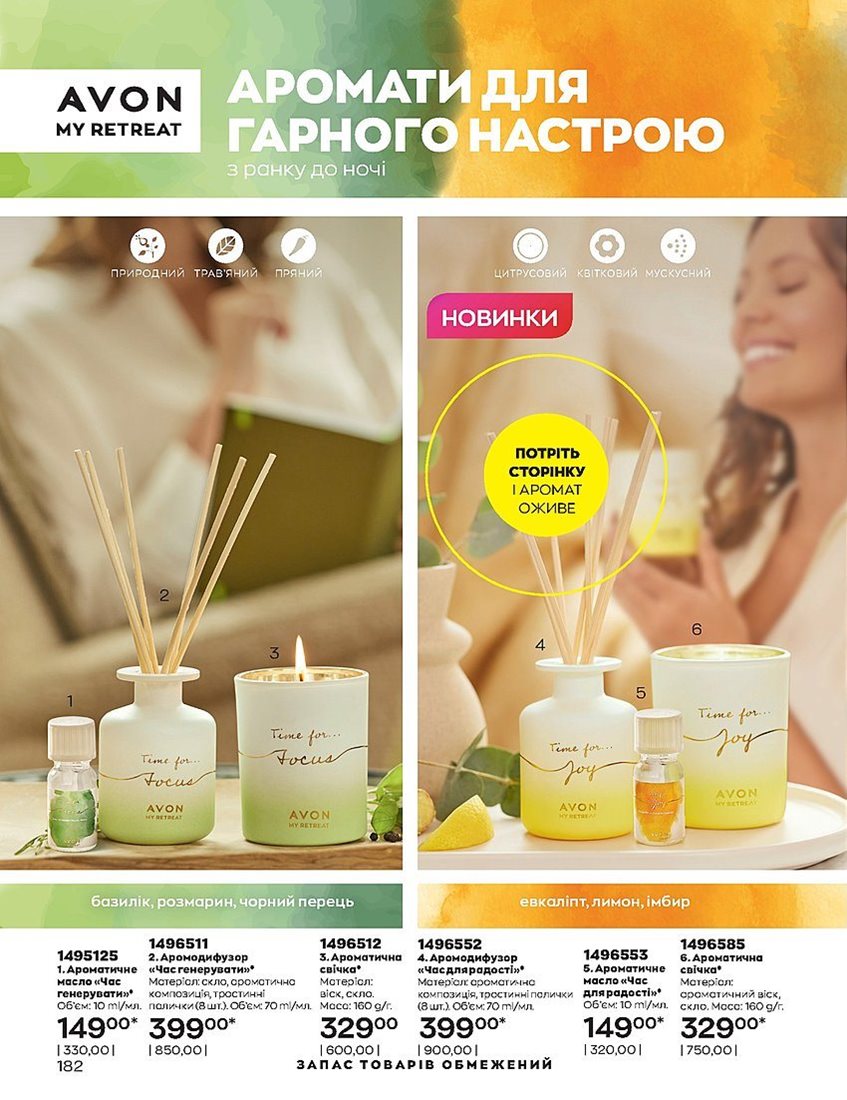 AVON
MY RETREAT
АРОМАТИ ДЛЯ
ГАРНОГО НАСТРОЮ
з ранку до ночі
ПРИРОДНИЙ ТРАВ'ЯНИЙ ПРЯНИЙ
ЦИТРУСОВИЙ КВІТКОВИЙ МУСКУСНИЙ
НОВИНКИ
ПОТРІТЬ
СТОРІНКУ
І АРОМАТ
ОЖИВЕ
1
2
3
Time for...
Focus
AVON
MY RETREAT
Time for...
Focus
AVON
MY RETREAT
4
5
6
Time for...
Joy
AVON
MY RETREAT
Time for...
Joy
AVON
MY RETREAT
базилік, розмарин, чорний перець
евкаліпт, лимон, імбир
1495125
1. Ароматичне
масло «Час
генерувати»*
Об'єм: 10 ml/мл.
14900*
|330,00|
1496511
2. Аромодифузор
«Час генерувати»*
Матеріал: скло, ароматична
композиція, тростинні
палички (8 шт.). Об'єм: 70 ml/мл.
39900*
|850,00|
1496512
3. Ароматична
свічка*
Матеріал:
віск, скло.
Маса: 160 g/г.
32900
|600,00|
1496552
4. Аромодифузор
«Час для радості»*
Матеріал: ароматична
композиція, тростинні палички
(8 шт.). Об'єм: 70 ml/мл.
39900*
|900,00|
1496553
5. Ароматичне
масло «Час
для радості»*
Об'єм: 10 ml/мл.
14900*
|320,00|
1496585
6. Ароматична
свічка*
Матеріал:
ароматичний віск,
скло. Маса: 160 g/г.
32900*
|750,00|
182
ЗАПАС ТОВАРІВ ОБМЕЖЕНИЙ